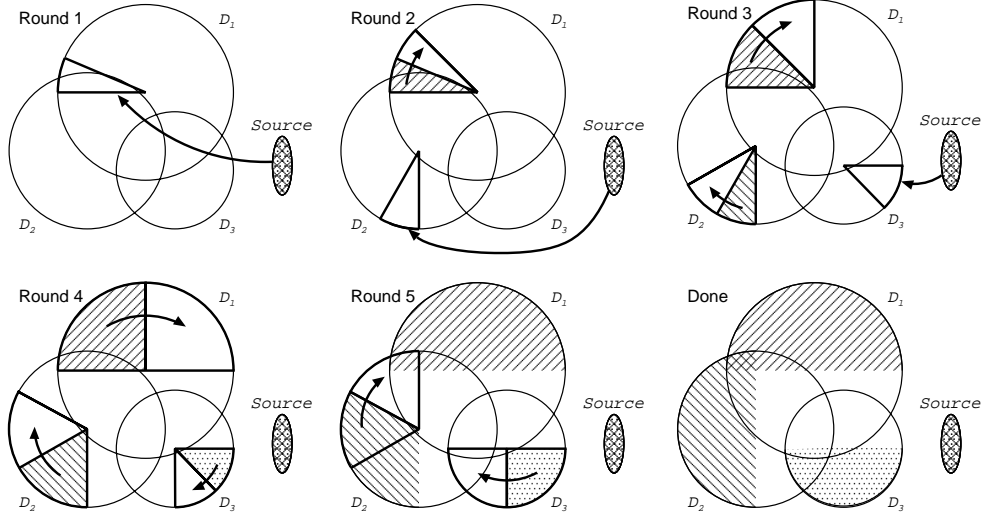 Round 1
D1
Source
D2
D3
Round 2
D1
Source
D2
D3
Round 3
D1
Source
D2
D3
Round 4
D1
Source
D2
D3
Round 5
D1
Source
D2
D3
Done
D1
Source
D2
D3